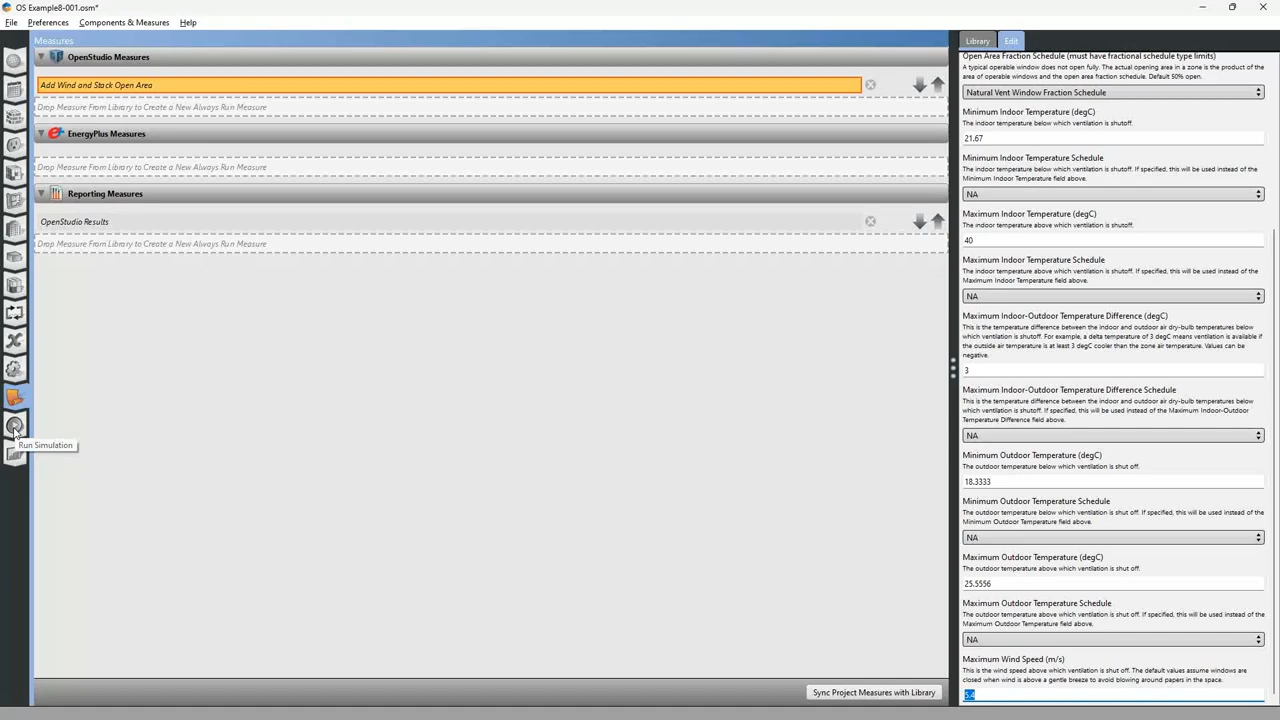 OS Example8-001.osm*
File Preferences Components & Measures Help
Measures
OpenStudio Measures
Add Wind and Stack Open Area
Drop Measure From Library to Create a New Always Run Measure
EnergyPlus Measures
Drop Measure From Library to Create a New Always Run Measure
Reporting Measures
OpenStudio Results
Drop Measure From Library to Create a New Always Run Measure
Run Simulation
Sync Project Measures with Library
Library Edit
Open Area Fraction Schedule (must have fractional schedule type limits)
A typical operable window does not open fully. The actual opening area in a zone is the product of the
area of operable windows and the open area fraction schedule. Default 50% open.
Natural Vent Window Fraction Schedule
Minimum Indoor Temperature (degC)
The indoor temperature below which ventilation is shutoff.
21.67
Minimum Indoor Temperature Schedule
The indoor temperature below which ventilation is shutoff. If specified, this will be used instead of the
Minimum Indoor Temperature field above.
NA
Maximum Indoor Temperature (degC)
The indoor temperature above which ventilation is shutoff.
40
Maximum Indoor Temperature Schedule
The indoor temperature above which ventilation is shutoff. If specified, this will be used instead of the
Maximum Indoor Temperature field above.
NA
Maximum Indoor-Outdoor Temperature Difference (degC)
This is the temperature difference between the indoor and outdoor air dry-bulb temperatures below
which ventilation is shutoff. For example, a delta temperature of 3 degC means ventilation is available if
the outside air temperature is at least 3 degC cooler than the zone air temperature. Values can be
negative.
3
Maximum Indoor-Outdoor Temperature Difference Schedule
This is the temperature difference between the indoor and outdoor air dry-bulb temperatures below
which ventilation is shutoff. If specified, this will be used instead of the Maximum Indoor-Outdoor
Temperature Difference field above.
NA
Minimum Outdoor Temperature (degC)
The outdoor temperature below which ventilation is shut off.
18.3333
Minimum Outdoor Temperature Schedule
The outdoor temperature below which ventilation is shut off. If specified, this will be used instead of the
Minimum Outdoor Temperature field above.
NA
Maximum Outdoor Temperature (degC)
The outdoor temperature above which ventilation is shut off.
25.5556
Maximum Outdoor Temperature Schedule
The outdoor temperature above which ventilation is shut off. If specified, this will be used instead of the
Maximum Outdoor Temperature field above.
NA
Maximum Wind Speed (m/s)
This is the wind speed above which ventilation is shut off. The default values assume windows are
closed when wind is above a gentle breeze to avoid blowing around papers in the space.
5.4